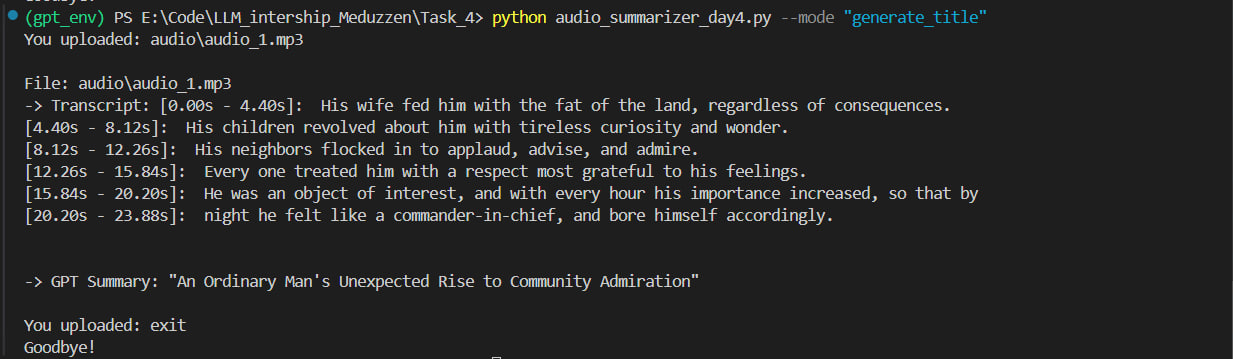 (gpt_env) PS E:\Code\LLM_intership_Meduzzen\Task_4> python audio_summarizer_day4.py --mode "generate_title"
You uploaded: audio\audio_1.mp3
File: audio\audio_1.mp3
-> Transcript: [0.00s - 4.40s]:  His wife fed him with the fat of the land, regardless of consequences.
[4.40s - 8.12s]:  His children revolved about him with tireless curiosity and wonder.
[8.12s - 12.26s]:  His neighbors flocked in to applaud, advise, and admire.
[12.26s - 15.84s]:  Every one treated him with a respect most grateful to his feelings.
[15.84s - 20.20s]:  He was an object of interest, and with every hour his importance increased, so that by
[20.20s - 23.88s]:  night he felt like a commander-in-chief, and bore himself accordingly.
-> GPT Summary: "An Ordinary Man's Unexpected Rise to Community Admiration"
You uploaded: exit
Goodbye!